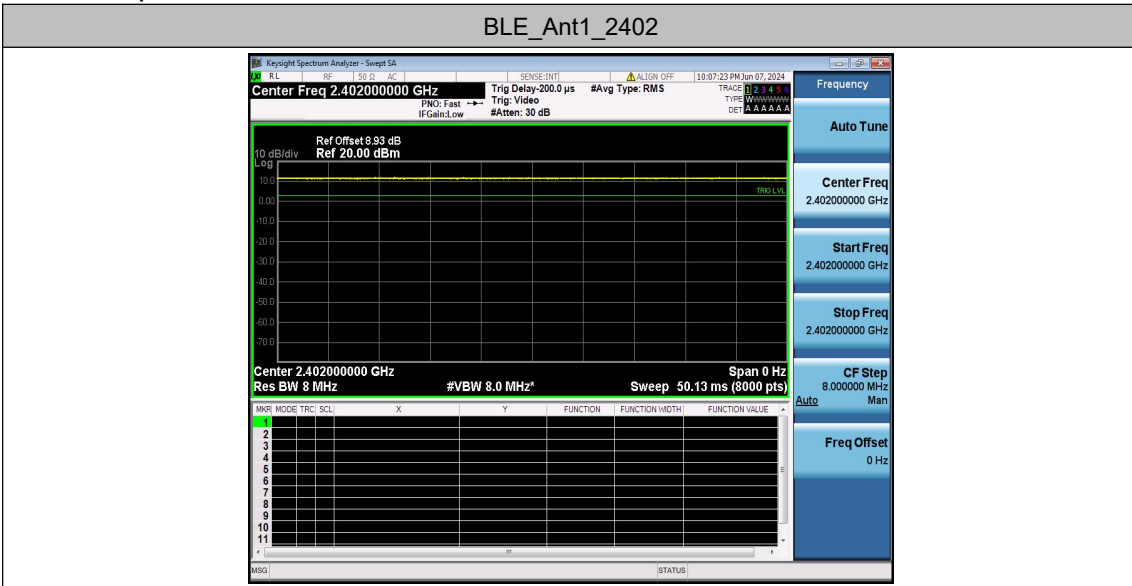 BLE_Ant1_2402
Keysight Spectrum Analyzer - Swept SA
RL RF 50 Ω AC SENSE:INT ALIGN OFF 10:07:23 PM Jun 07, 2024
Center Freq 2.402000000 GHz Trig Delay-200.0 µs #Avg Type: RMS TRACE 1 2 3 4 5 6
PNO: Fast Trig: Video TYPE WWWWWW
IFGain:Low #Atten: 30 dB DET A A A A A A
Ref Offset 8.93 dB
10 dB/div Ref 20.00 dBm
Log
10.0
TRIG LVL
0.00
-10.0
-20.0
-30.0
-40.0
-50.0
-60.0
-70.0
Center 2.402000000 GHz Span 0 Hz
Res BW 8 MHz #VBW 8.0 MHz* Sweep 50.13 ms (8000 pts)
MKR MODE TRC SCL X Y FUNCTION FUNCTION WIDTH FUNCTION VALUE
1
2
3
4
5
6
7
8
9
10
11
MSG STATUS
Frequency
Auto Tune
Center Freq
2.402000000 GHz
Start Freq
2.402000000 GHz
Stop Freq
2.402000000 GHz
CF Step
8.000000 MHz
Auto Man
Freq Offset
0 Hz